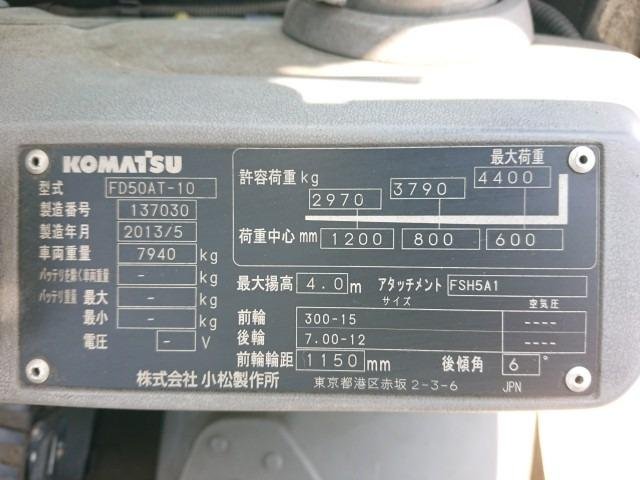 KOMATSU
型式 FD50AT-10
製造番号 137030
製造年月 2013/5
車両重量 7940 kg
バッテリを除く車両重量 - kg
バッテリ重量 最大 - kg
最小 - kg
電圧 - V
最大荷重
許容荷重 kg 2970 3790 4400
荷重中心 mm 1200 800 600
最大揚高 4.0 m アタッチメント FSH5A1
サイズ 空気圧
前輪 300-15 ----
後輪 7.00-12 ----
前輪輪距 1150 mm 後傾角 6 °
株式会社 小松製作所 東京都港区赤坂 2-3-6 JPN